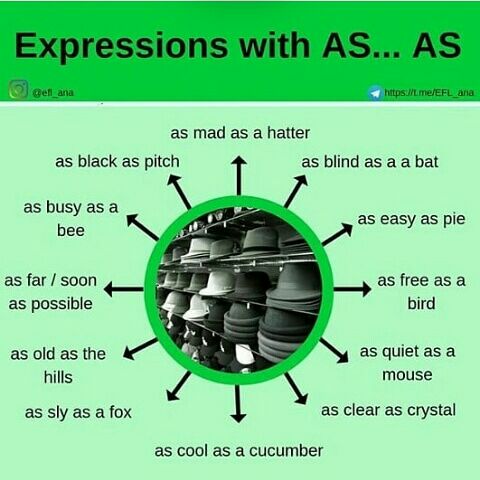 Expressions with AS... AS
@efl_ana
https://t.me/EFL_ana
as mad as a hatter
as black as pitch
as blind as a a bat
as busy as a
bee
as easy as pie
as far / soon
as possible
as free as a
bird
as old as the
hills
as quiet as a
mouse
as sly as a fox
as clear as crystal
as cool as a cucumber